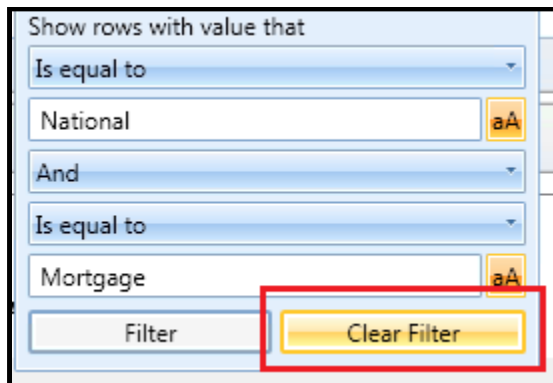 Show rows with value that
Is equal to
National aA
And
Is equal to
Mortgage aA
Filter Clear Filter